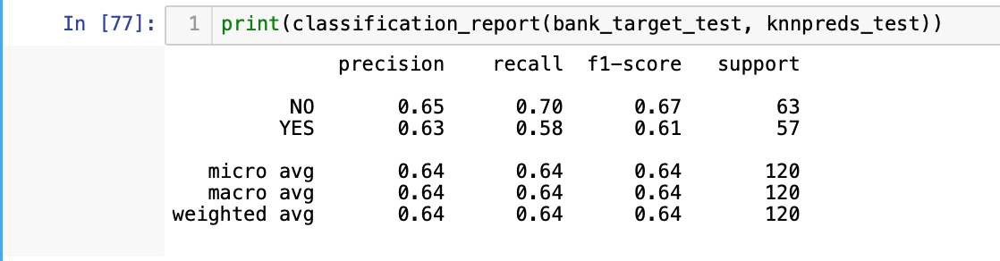 In [77]: 1 print(classification_report(bank_target_test, knnpreds_test))
precision recall f1-score support
NO 0.65 0.70 0.67 63
YES 0.63 0.58 0.61 57
micro avg 0.64 0.64 0.64 120
macro avg 0.64 0.64 0.64 120
weighted avg 0.64 0.64 0.64 120